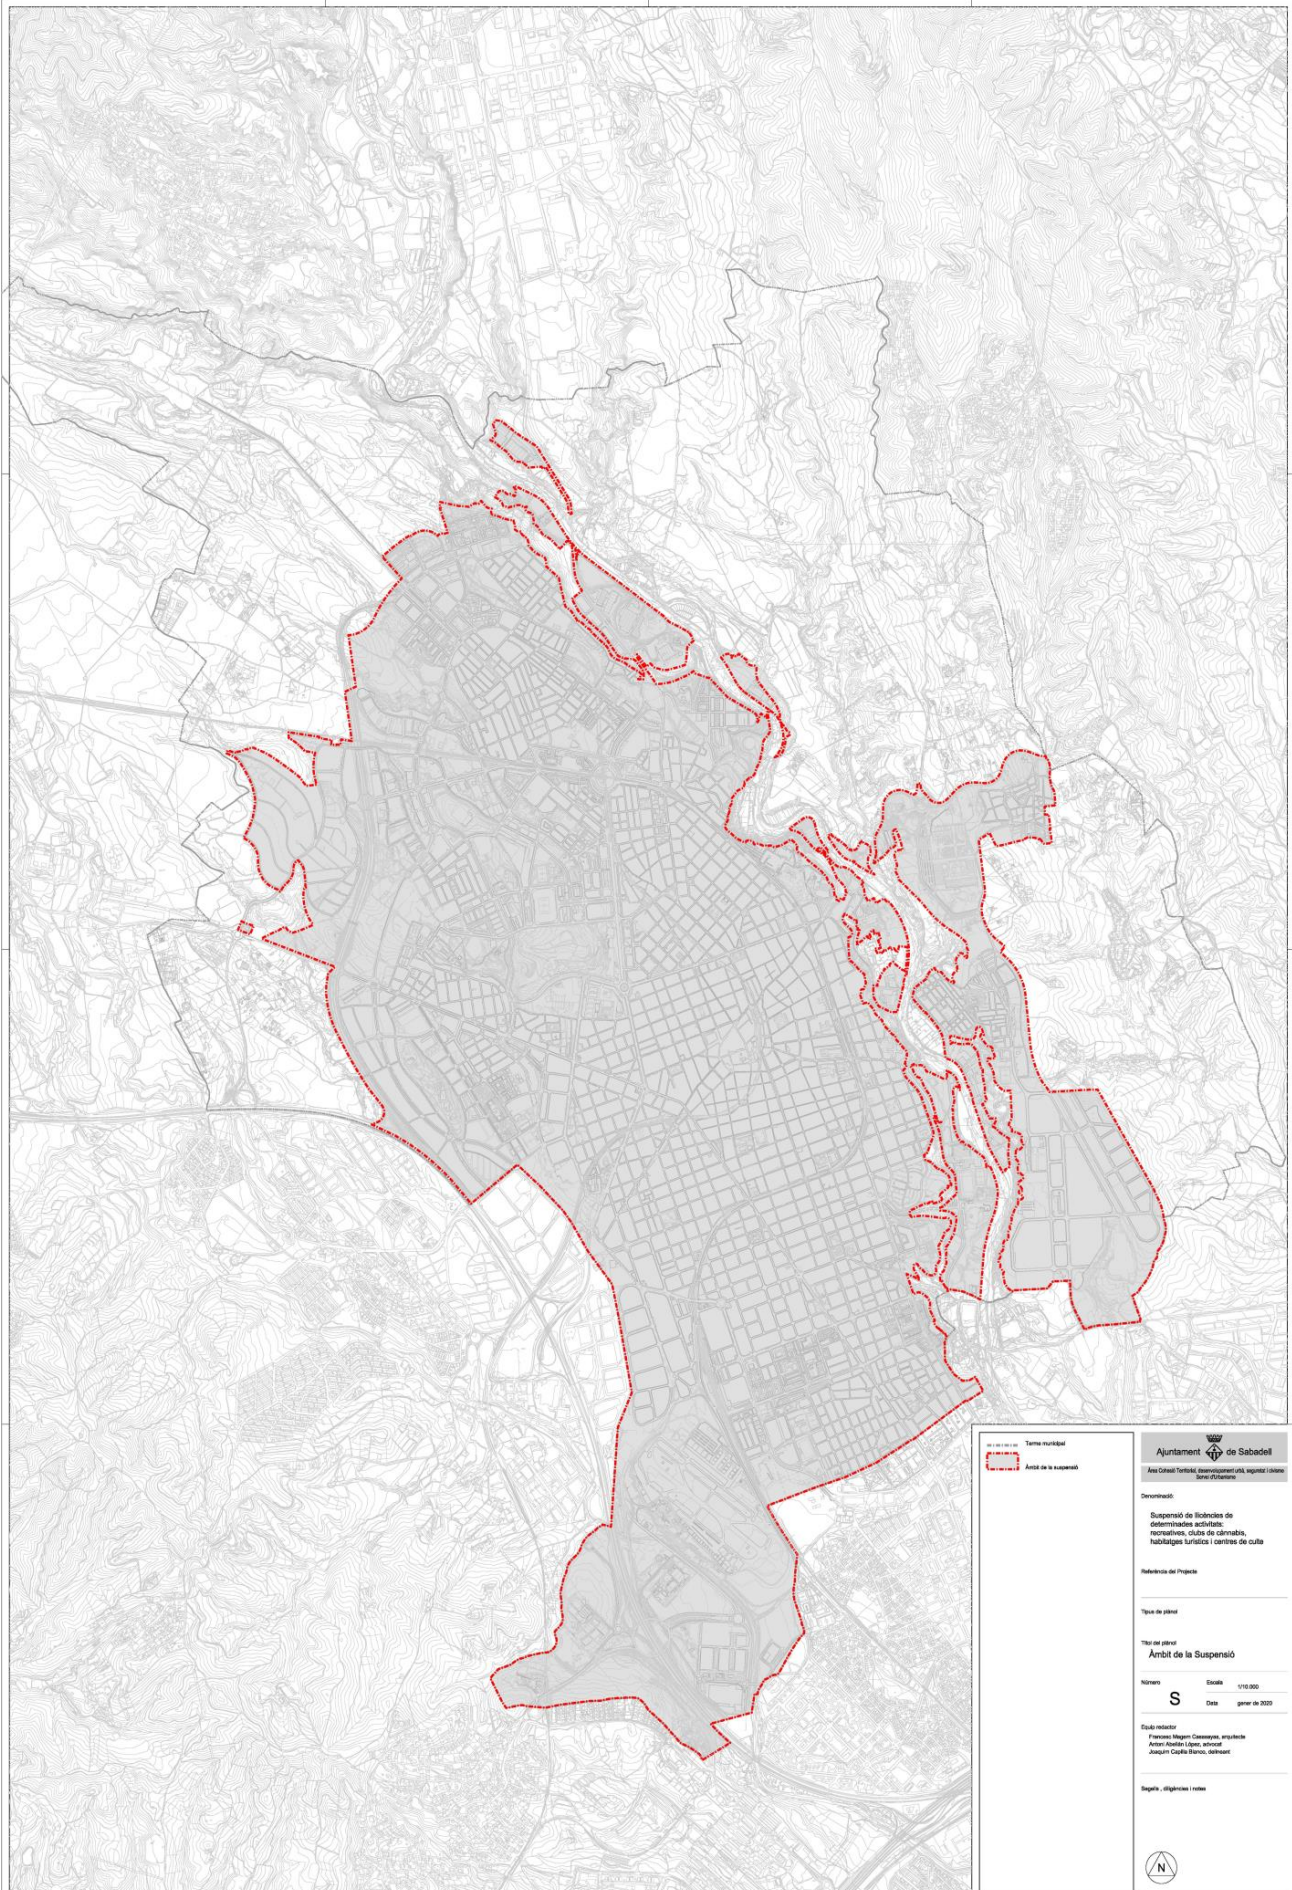 Terme municipal
Àmbit de la suspensió
Ajuntament de Sabadell
Àrea Cohesió Territorial, desenvolupament urbà, seguretat i civisme
Servei d'Urbanisme
Denominació:
Suspensió de llicències de
determinades activitats:
recreatives, clubs de cànnabis,
habitatges turístics i centres de culte
Referència del Projecte
Tipus de plànol
Títol del plànol
Àmbit de la Suspensió
Número
S
Escala 1/10.000
Data gener de 2020
Equip redactor
Francesc Magem Casasayas, arquitecte
Antoni Abellán López, advocat
Joaquim Capilla Blanco, delineant
Segells , diligències i notes
N